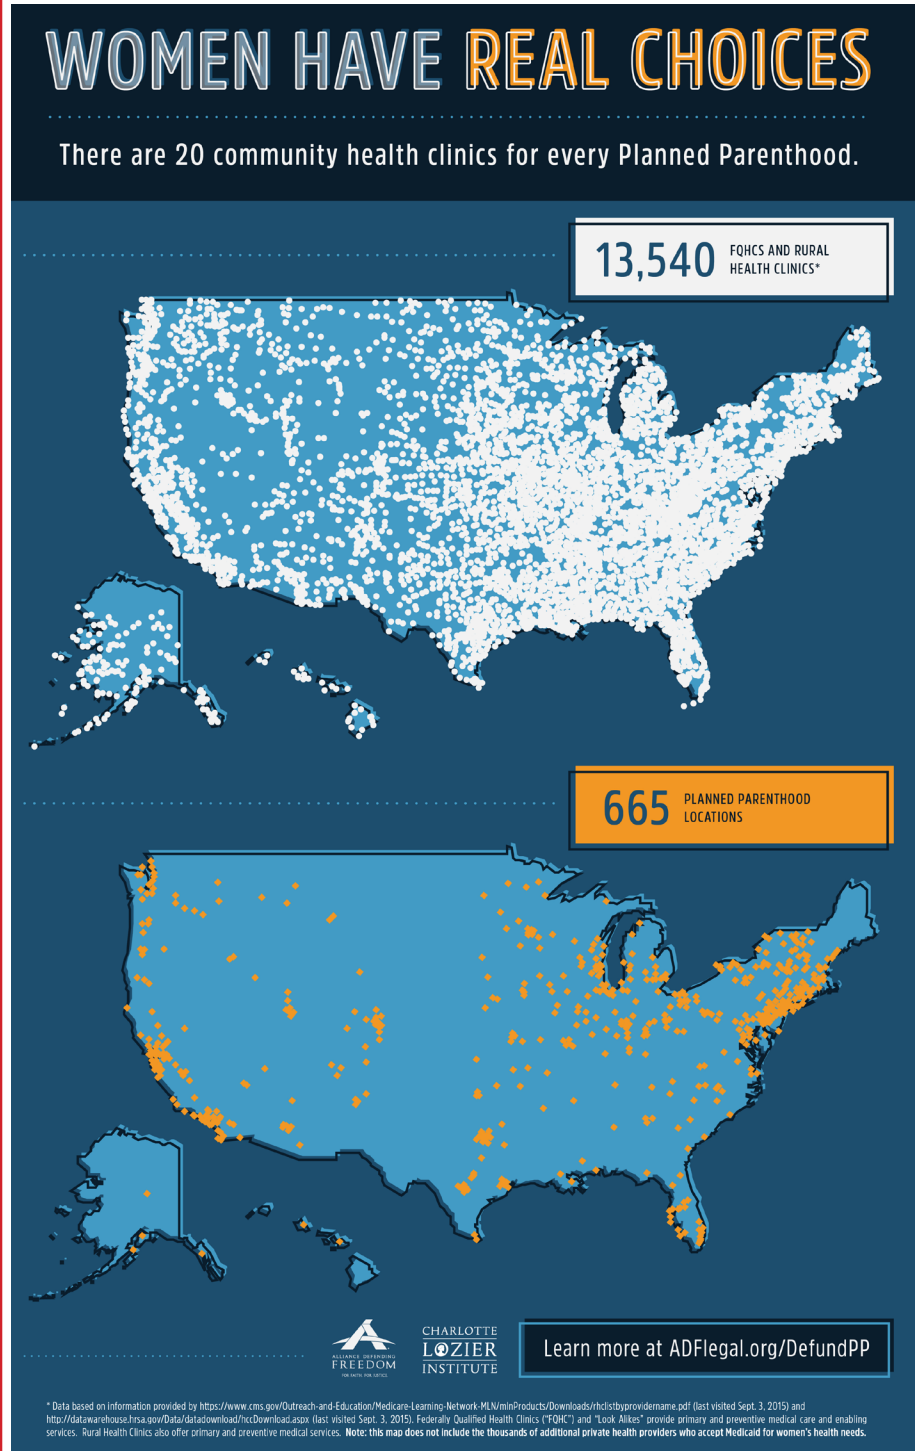 WOMEN HAVE REAL CHOICES
There are 20 community health clinics for every Planned Parenthood.
13,540 FQHCS AND RURAL
HEALTH CLINICS*
665 PLANNED PARENTHOOD
LOCATIONS
ALLIANCE DEFENDING
FREEDOM
FOR FAITH. FOR JUSTICE.
CHARLOTTE
LOZIER
INSTITUTE
Learn more at ADFlegal.org/DefundPP
* Data based on information provided by https://www.cms.gov/Outreach-and-Education/Medicare-Learning-Network-MLN/mlnProducts/Downloads/rhclistbyprovidername.pdf (last visited Sept. 3, 2015) and
http://datawarehouse.hrsa.gov/Data/datadownload/hccDownload.aspx (last visited Sept. 3, 2015). Federally Qualified Health Clinics ("FQHC") and "Look Alikes" provide primary and preventive medical care and enabling
services. Rural Health Clinics also offer primary and preventive medical services. Note: this map does not include the thousands of additional private health providers who accept Medicaid for women's health needs.